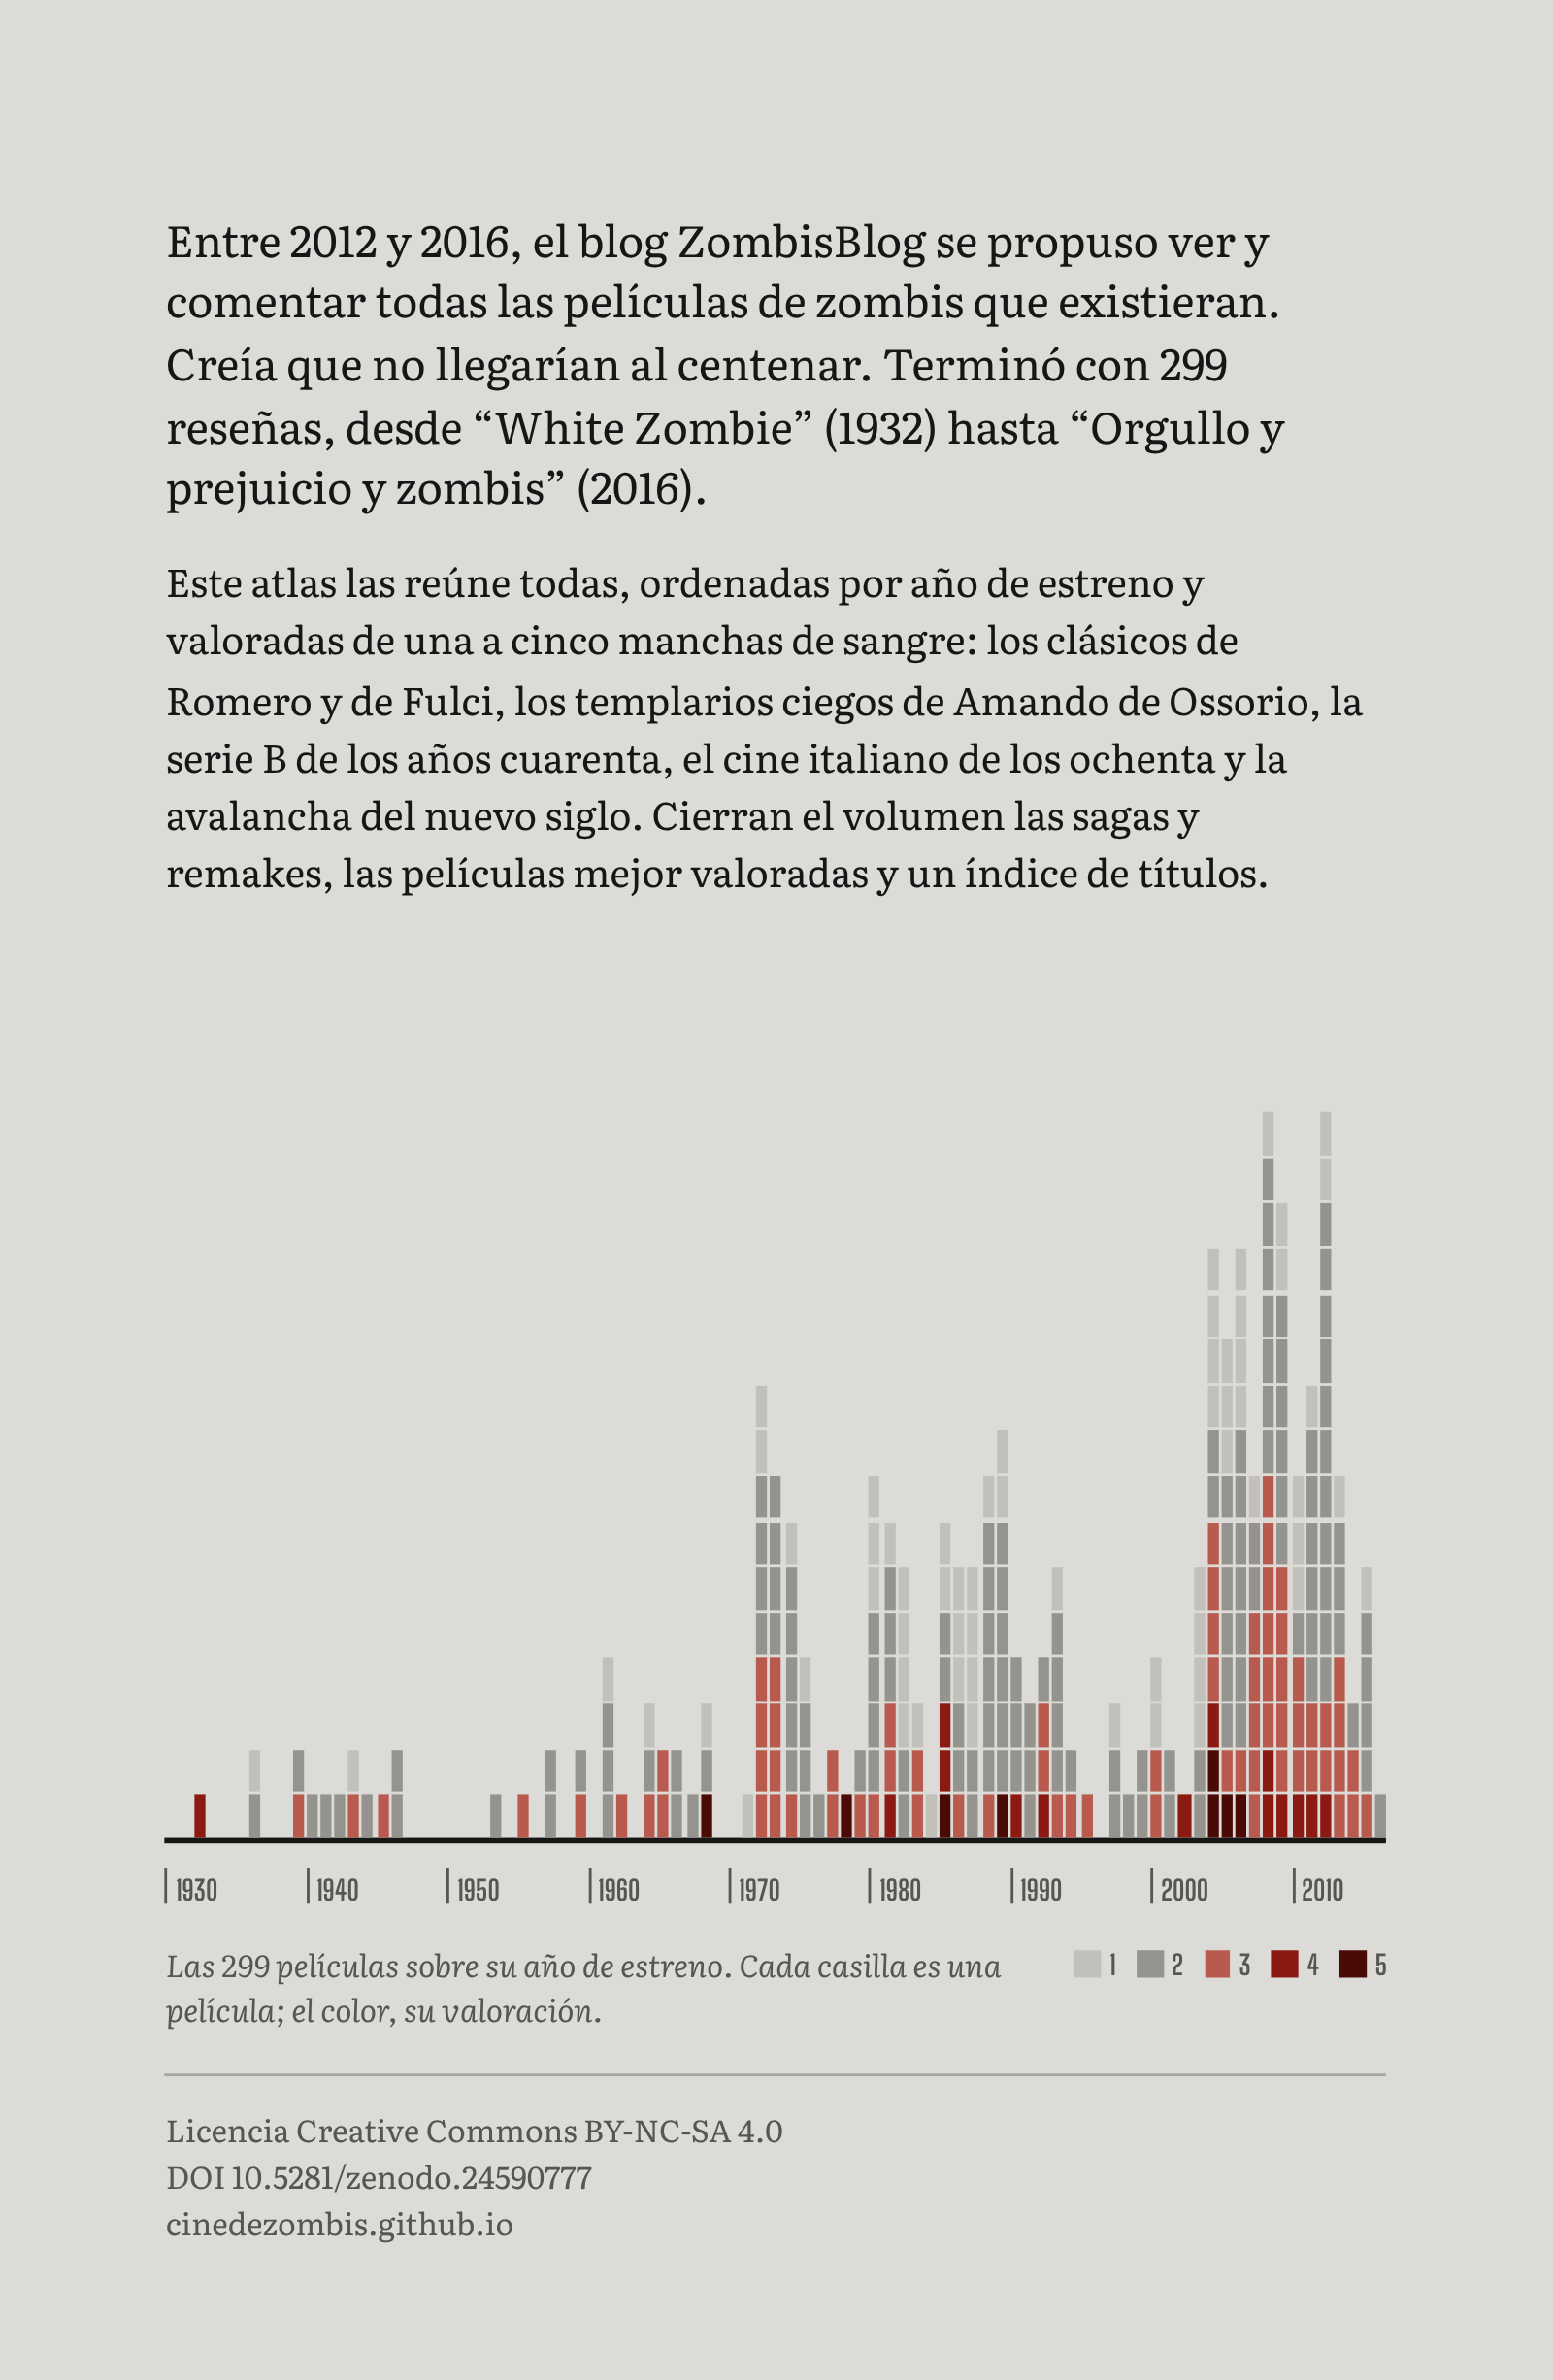 Entre 2012 y 2016, el blog ZombisBlog se propuso ver y
comentar todas las películas de zombis que existieran.
Creía que no llegarían al centenar. Terminó con 299
reseñas, desde “White Zombie” (1932) hasta “Orgullo y
prejuicio y zombis” (2016).
Este atlas las reúne todas, ordenadas por año de estreno y
valoradas de una a cinco manchas de sangre: los clásicos de
Romero y de Fulci, los templarios ciegos de Amando de Ossorio, la
serie B de los años cuarenta, el cine italiano de los ochenta y la
avalancha del nuevo siglo. Cierran el volumen las sagas y
remakes, las películas mejor valoradas y un índice de títulos.
1930 1940 1950 1960 1970 1980 1990 2000 2010
Las 299 películas sobre su año de estreno. Cada casilla es una
película; el color, su valoración.
1 2 3 4 5
Licencia Creative Commons BY-NC-SA 4.0
DOI 10.5281/zenodo.24590777
cinedezombis.github.io